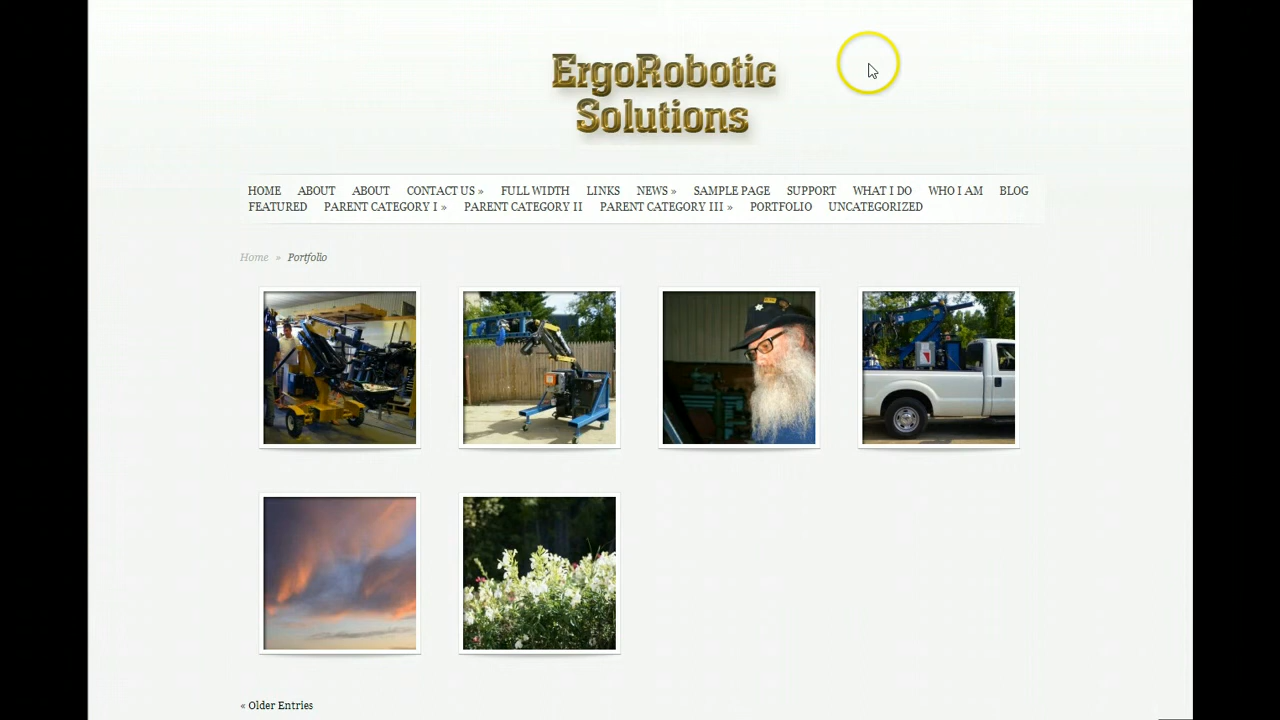 ErgoRobotic
Solutions
HOME ABOUT ABOUT CONTACT US » FULL WIDTH LINKS NEWS » SAMPLE PAGE SUPPORT WHAT I DO WHO I AM BLOG
FEATURED PARENT CATEGORY I » PARENT CATEGORY II PARENT CATEGORY III » PORTFOLIO UNCATEGORIZED
Home » Portfolio
« Older Entries